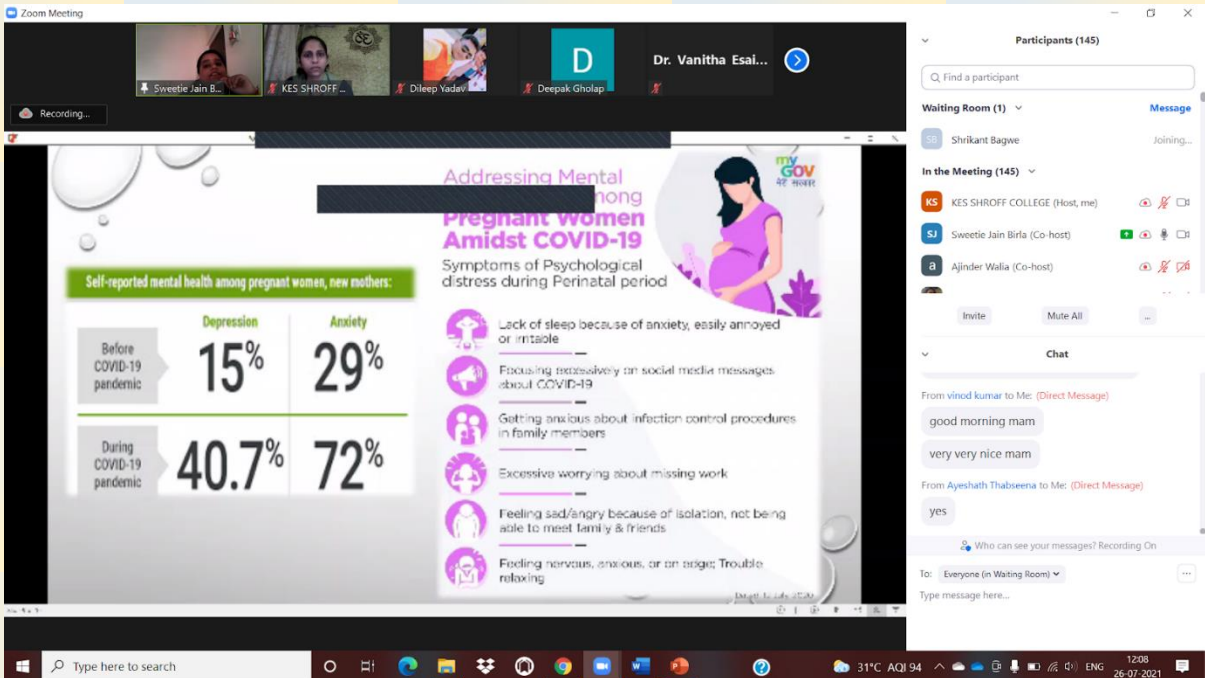 Zoom Meeting
Sweetie Jain B...
KES SHROFF ...
Dileep Yadav
D
Deepak Gholap
Dr. Vanitha Esai...
Recording...
Self-reported mental health among pregnant women, new mothers:
Depression
Anxiety
Before
COVID-19
pandemic
15%
29%
During
COVID-19
pandemic
40.7%
72%
Addressing Mental
mong
Pregnant Women
Amidst COVID-19
Symptoms of Psychological
distress during Perinatal period
my
GOV
मेरी सरकार
Lack of sleep because of anxiety, easily annoyed
or irritable
Focusing excessively on social media messages
about COVID-19
Getting anxious about infection control procedures
in family members
Excessive worrying about missing work
Feeling sad/angry because of isolation, not being
able to meet family & friends
Feeling nervous, anxious, or on edge; Trouble
relaxing
July, 2020
Participants (145)
Find a participant
Waiting Room (1)
Message
SB
Shrikant Bagwe
Joining...
In the Meeting (145)
KS
KES SHROFF COLLEGE (Host, me)
SJ
Sweetie Jain Birla (Co-host)
a
Ajinder Walia (Co-host)
Invite
Mute All
...
Chat
From vinod kumar to Me: (Direct Message)
good morning mam
very very nice mam
From Ayeshath Thabseena to Me: (Direct Message)
yes
Who can see your messages? Recording On
To: Everyone (in Waiting Room)
...
Type message here...
Type here to search
31°C AQI 94
ENG
12:08
26-07-2021